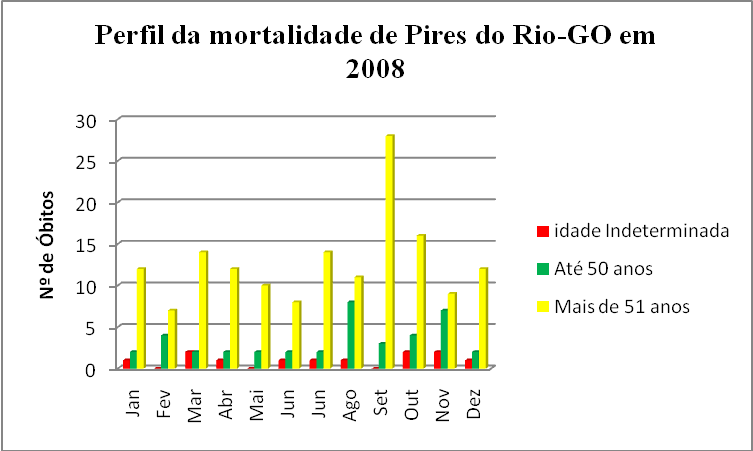 Perfil da mortalidade de Pires do Rio-GO em
2008
Nº de Óbitos
30
25
20
15
10
5
0
Jan
Fev
Mar
Abr
Mai
Jun
Jun
Ago
Set
Out
Nov
Dez
idade Indeterminada
Até 50 anos
Mais de 51 anos